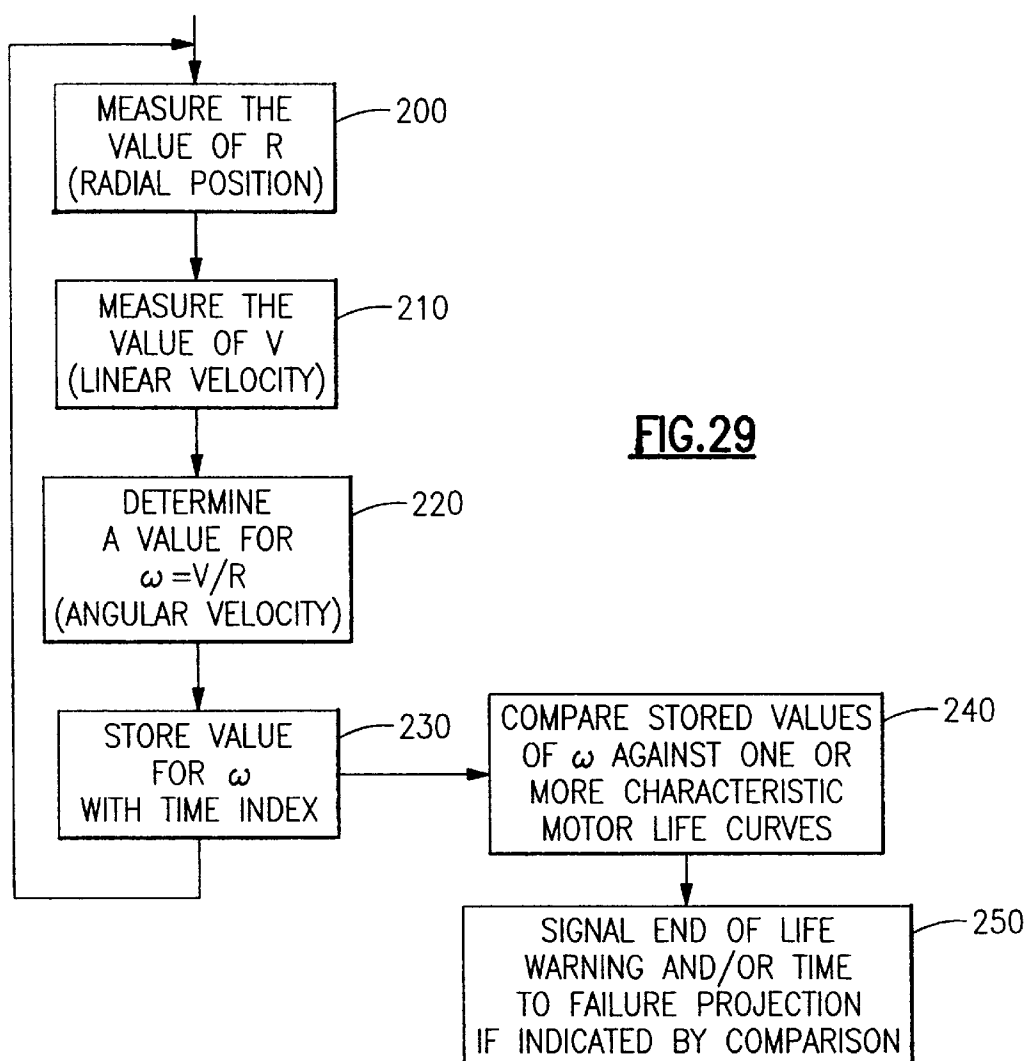 MEASURE THE
VALUE OF R
(RADIAL POSITION)
200
MEASURE THE
VALUE OF V
(LINEAR VELOCITY)
210
FIG.29
DETERMINE
A VALUE FOR
ω=V/R
(ANGULAR VELOCITY)
220
STORE VALUE
FOR ω
WITH TIME INDEX
230
COMPARE STORED VALUES
OF ω AGAINST ONE OR
MORE CHARACTERISTIC
MOTOR LIFE CURVES
240
SIGNAL END OF LIFE
WARNING AND/OR TIME
TO FAILURE PROJECTION
IF INDICATED BY COMPARISON
250